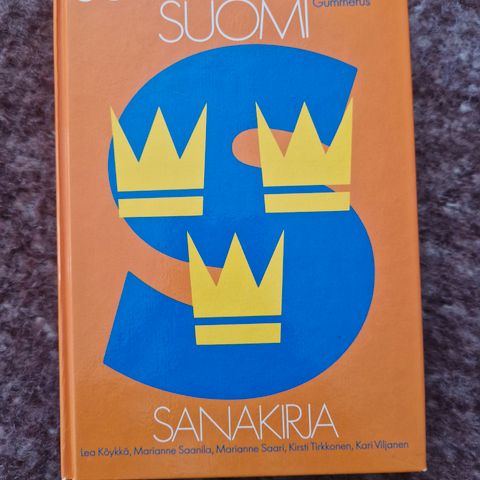 Gummerus
SUOMI
SANAKIRJA
Lea Köykkä, Marianne Saanila, Marianne Saari, Kirsti Tirkkonen, Kari Viljanen